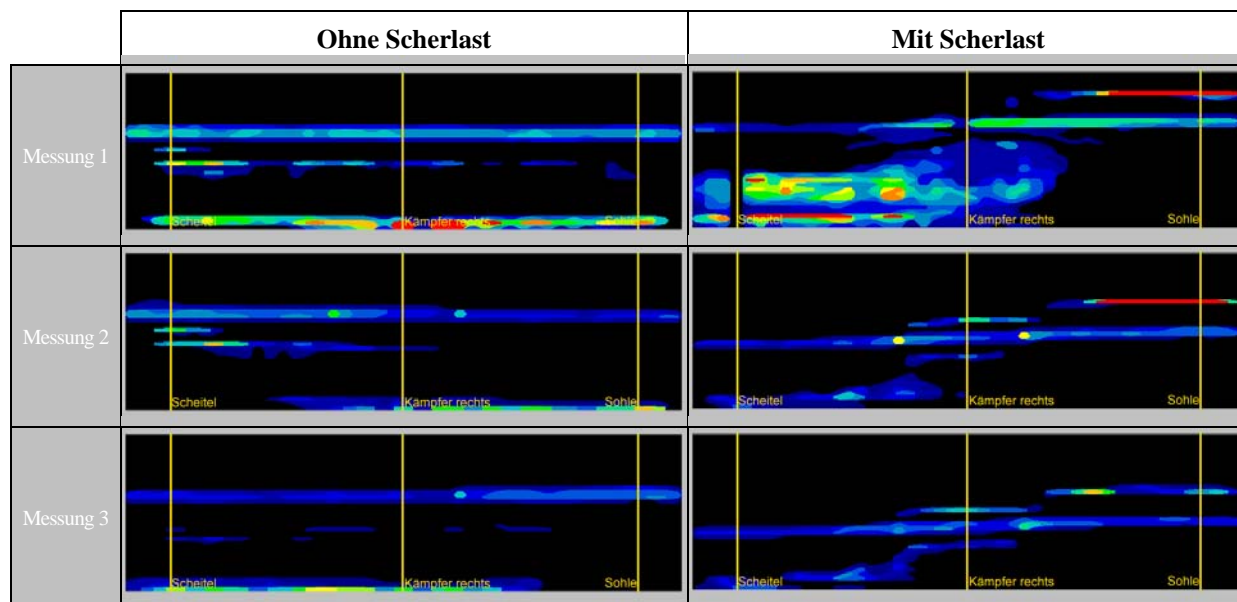 Ohne Scherlast
Mit Scherlast
Messung 1
Scheitel
Kämpfer rechts
Sohle
Scheitel
Kämpfer rechts
Sohle
Messung 2
Scheitel
Kämpfer rechts
Sohle
Scheitel
Kämpfer rechts
Sohle
Messung 3
Scheitel
Kämpfer rechts
Sohle
Scheitel
Kämpfer rechts
Sohle